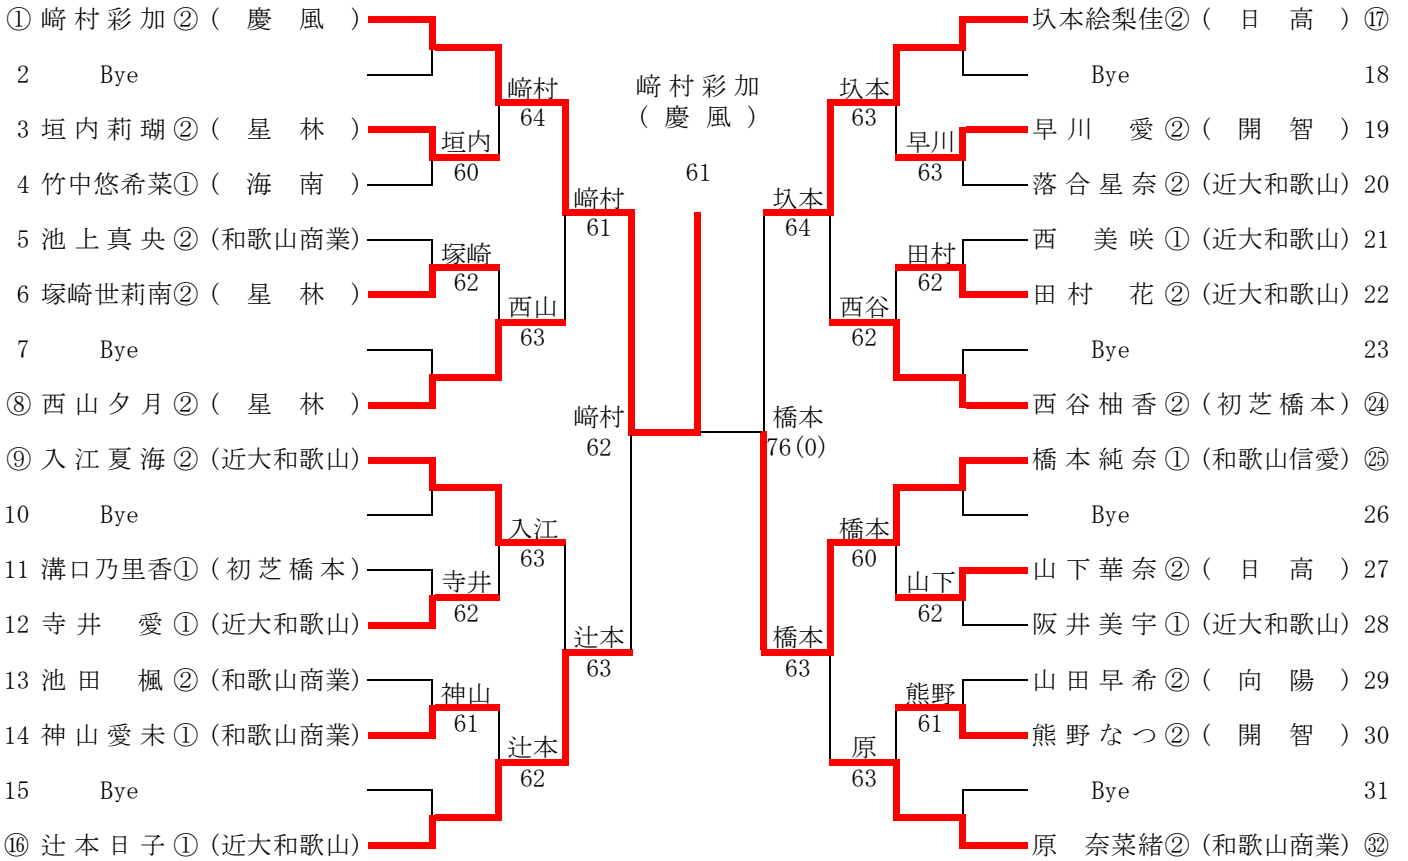 ① 﨑村彩加② ( 慶 風 )
2 Bye
3 垣内莉瑚② ( 星 林 )
4 竹中悠希菜① ( 海 南 )
5 池上真央② (和歌山商業)
6 塚崎世莉南② ( 星 林 )
7 Bye
⑧ 西山夕月② ( 星 林 )
⑨ 入江夏海② (近大和歌山)
10 Bye
11 溝口乃里香① (初芝橋本)
12 寺井 愛① (近大和歌山)
13 池田 楓② (和歌山商業)
14 神山愛未① (和歌山商業)
15 Bye
⑯ 辻本日子① (近大和歌山)
垣内
60
塚崎
62
寺井
62
神山
61
﨑村
64
西山
63
入江
63
辻本
62
﨑村
61
辻本
63
﨑村
62
﨑村彩加
(慶風)
61
橋本
76(0)
圦本
64
橋本
63
圦本
63
西谷
62
橋本
60
原
63
早川
63
田村
62
山下
62
熊野
61
圦本絵梨佳② ( 日 高 ) ⑰
Bye 18
早川 愛② ( 開 智 ) 19
落合星奈② (近大和歌山) 20
西 美咲① (近大和歌山) 21
田村 花② (近大和歌山) 22
Bye 23
西谷柚香② (初芝橋本) ㉔
橋本純奈① (和歌山信愛) ㉕
Bye 26
山下華奈② ( 日 高 ) 27
阪井美宇① (近大和歌山) 28
山田早希② ( 向 陽 ) 29
熊野なつ② ( 開 智 ) 30
Bye 31
原 奈菜緒② (和歌山商業) ㉜